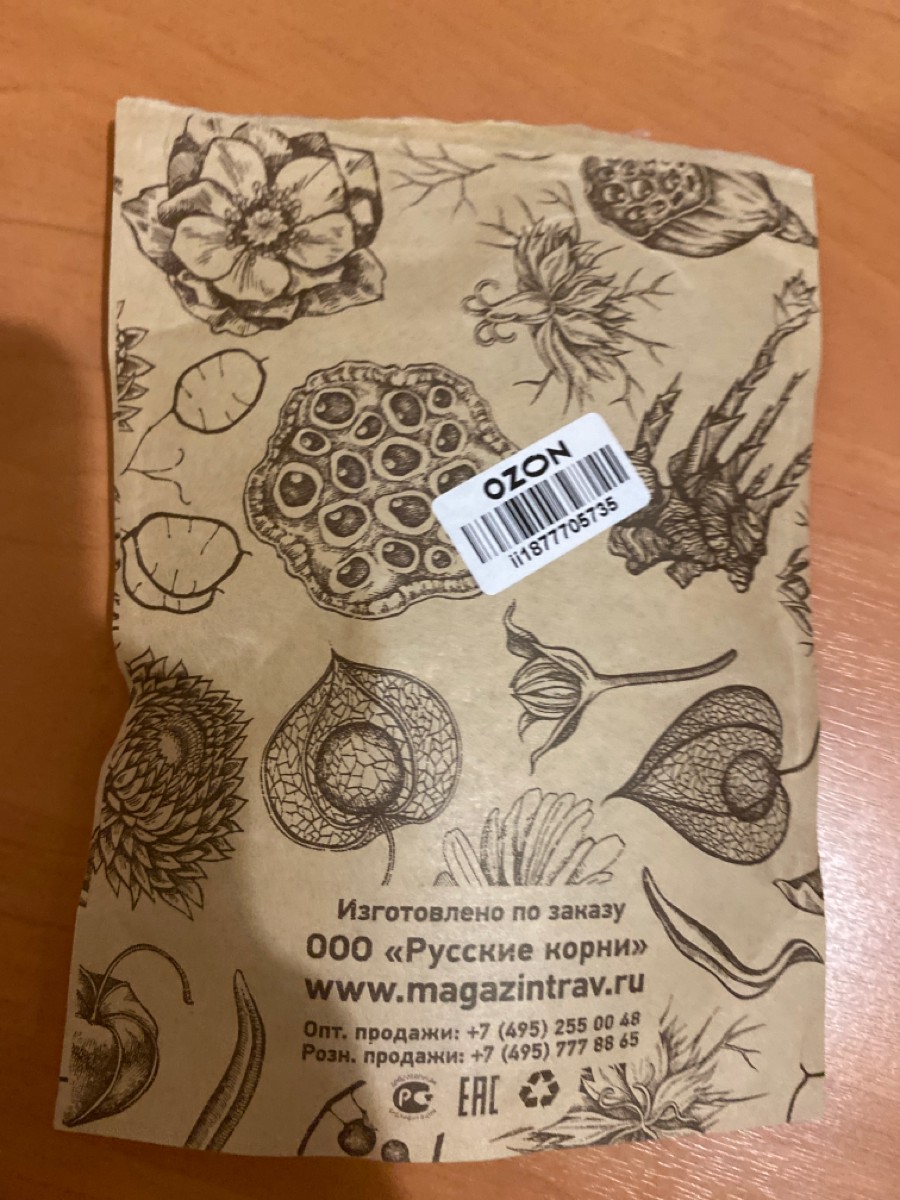 OZON
ii1877705735
Изготовлено по заказу
ООО «Русские корни»
www.magazintrav.ru
Опт. продажи: +7 (495) 255 00 48
Розн. продажи: +7 (495) 777 88 65
РС
EAC